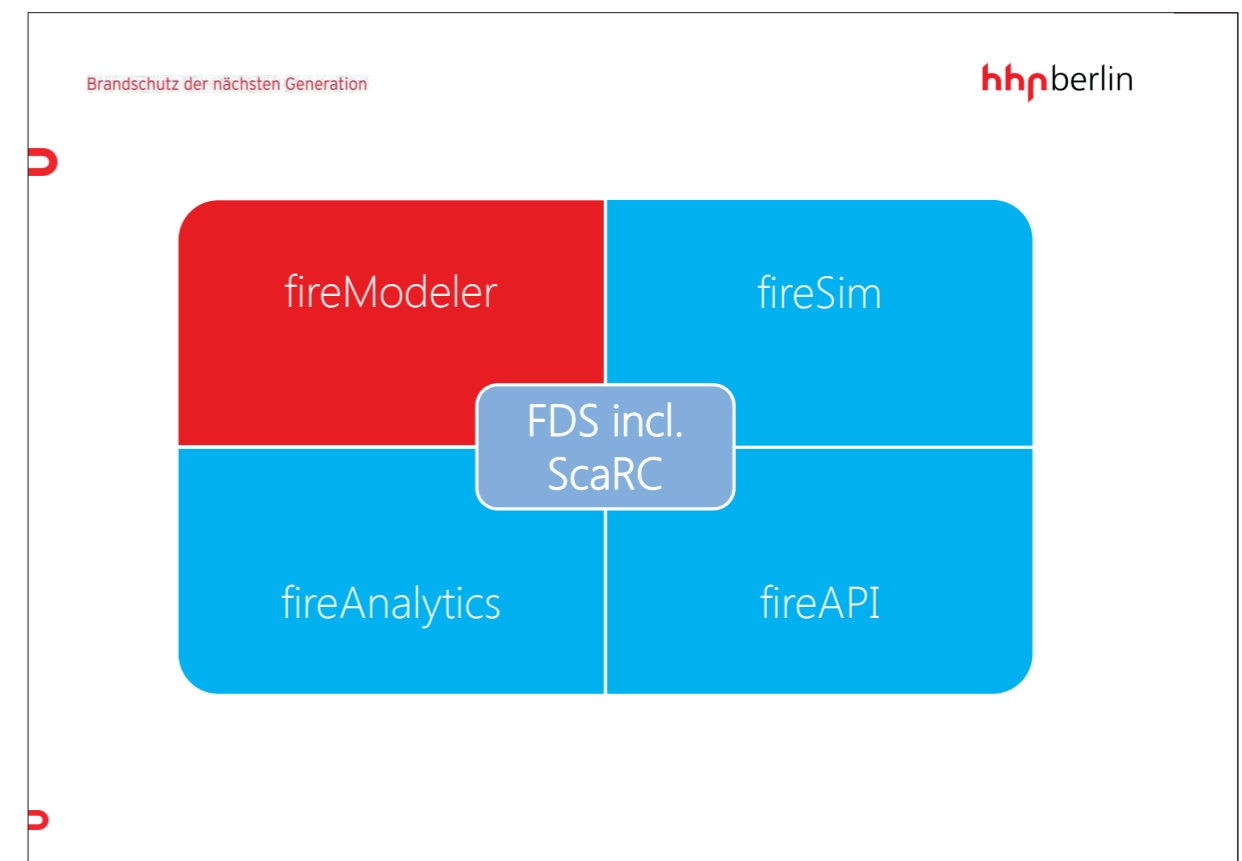 Brandschutz der nächsten Generation
hhpberlin
fireModeler
fireSim
FDS incl.
ScaRC
fireAnalytics
fireAPI